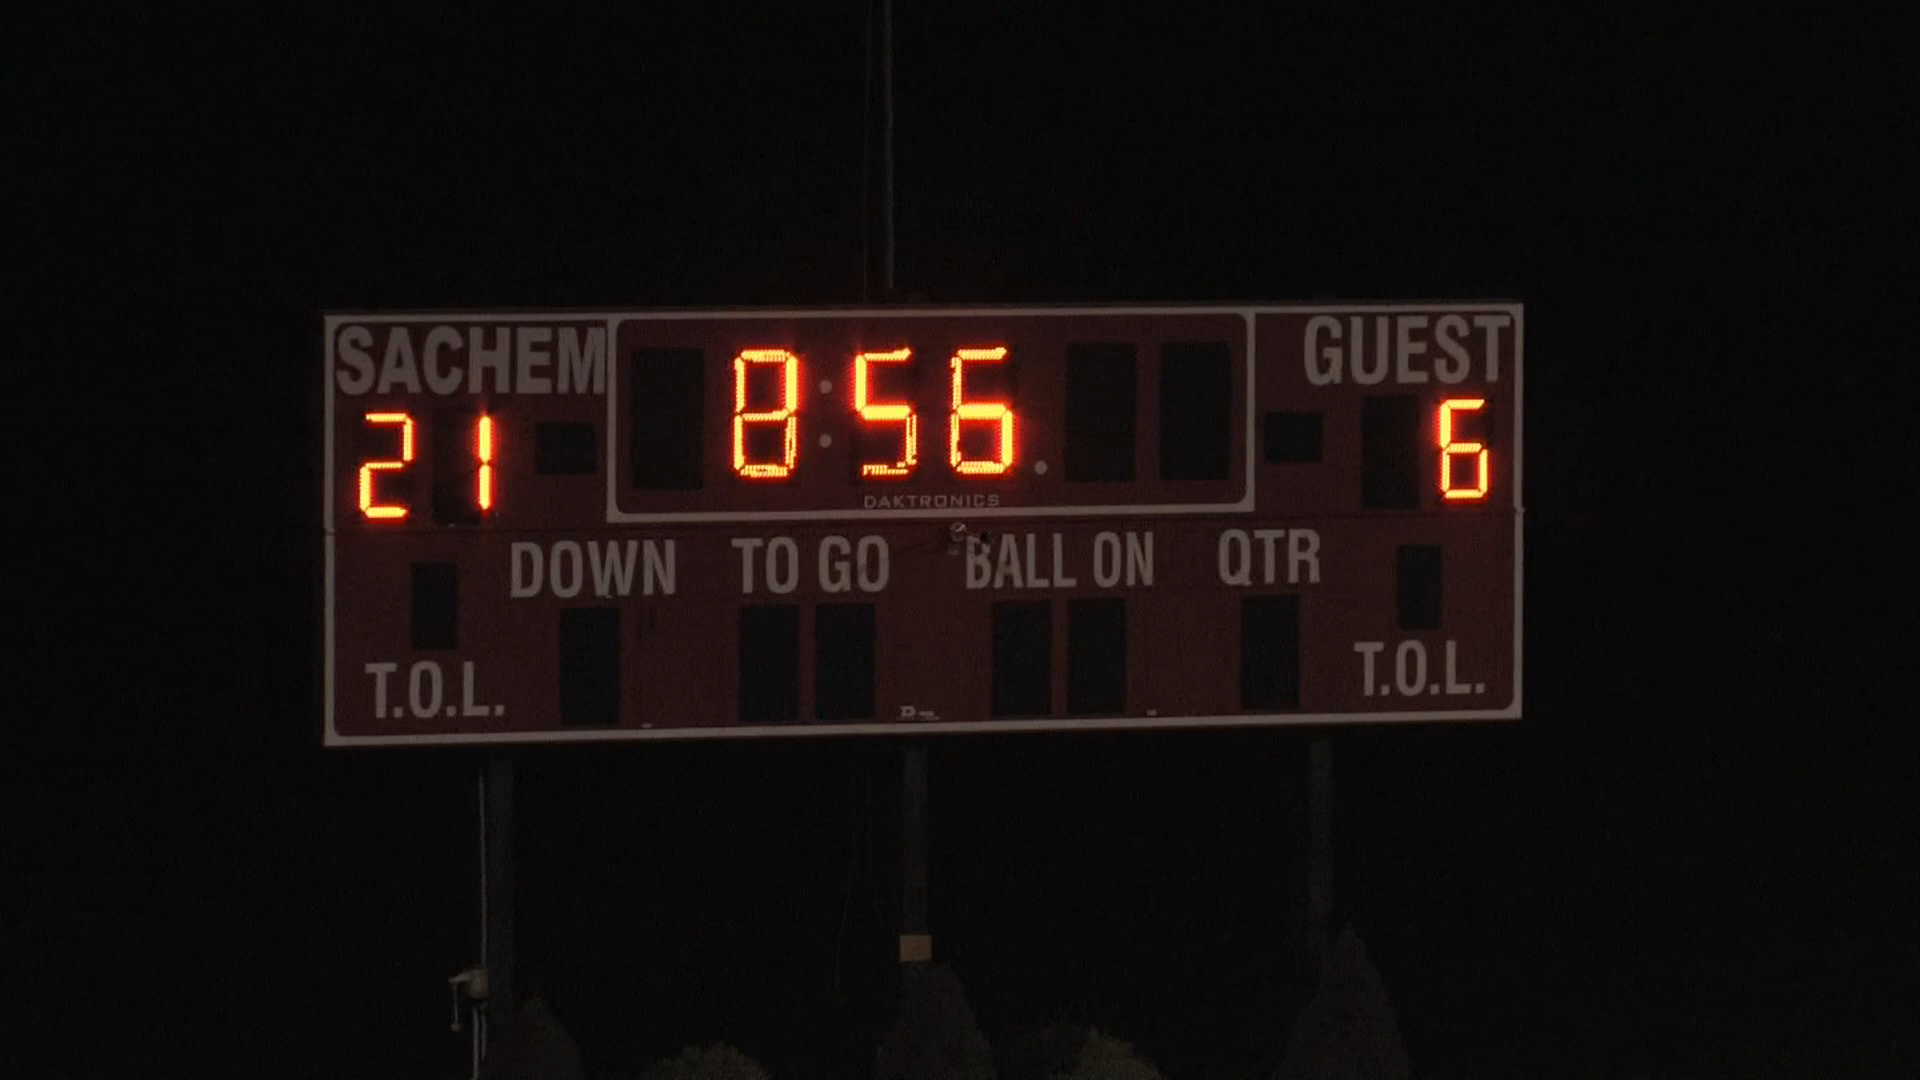 SACHEM 8:56. GUEST
21 6
DAKTRONICS
DOWN TO GO BALL ON QTR
T.O.L. T.O.L.